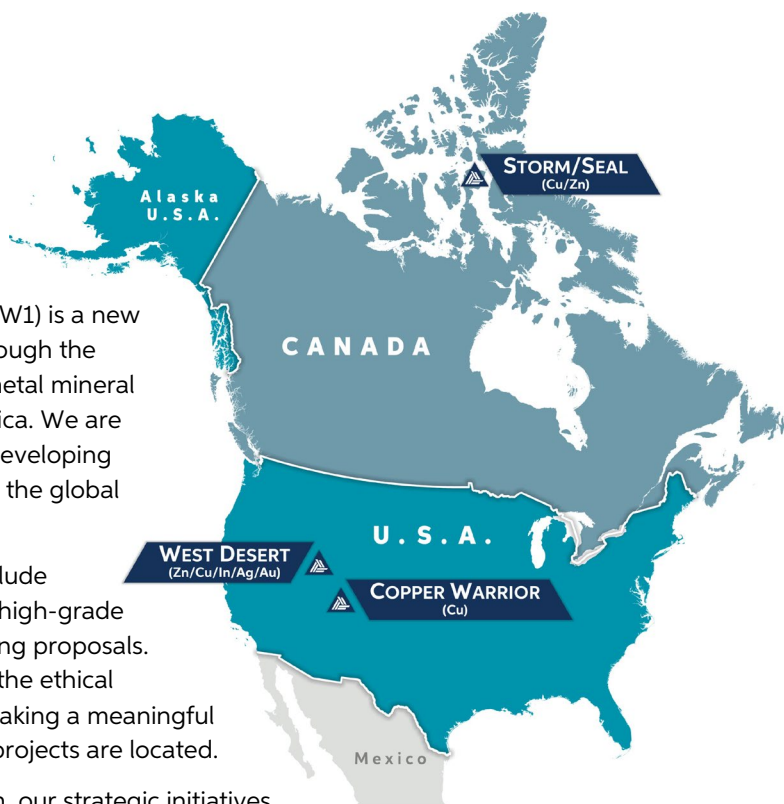 STORM/SEAL
(Cu/Zn)
Alaska
U.S.A.
CANADA
W1) is a new
ough the
netal mineral
ica. We are
developing
the global
U.S.A.
WEST DESERT
(Zn/Cu/In/Ag/Au)
COPPER WARRIOR
(Cu)
lude
high-grade
ng proposals.
the ethical
aking a meaningful
projects are located.
Mexico
n, our strategic initiatives